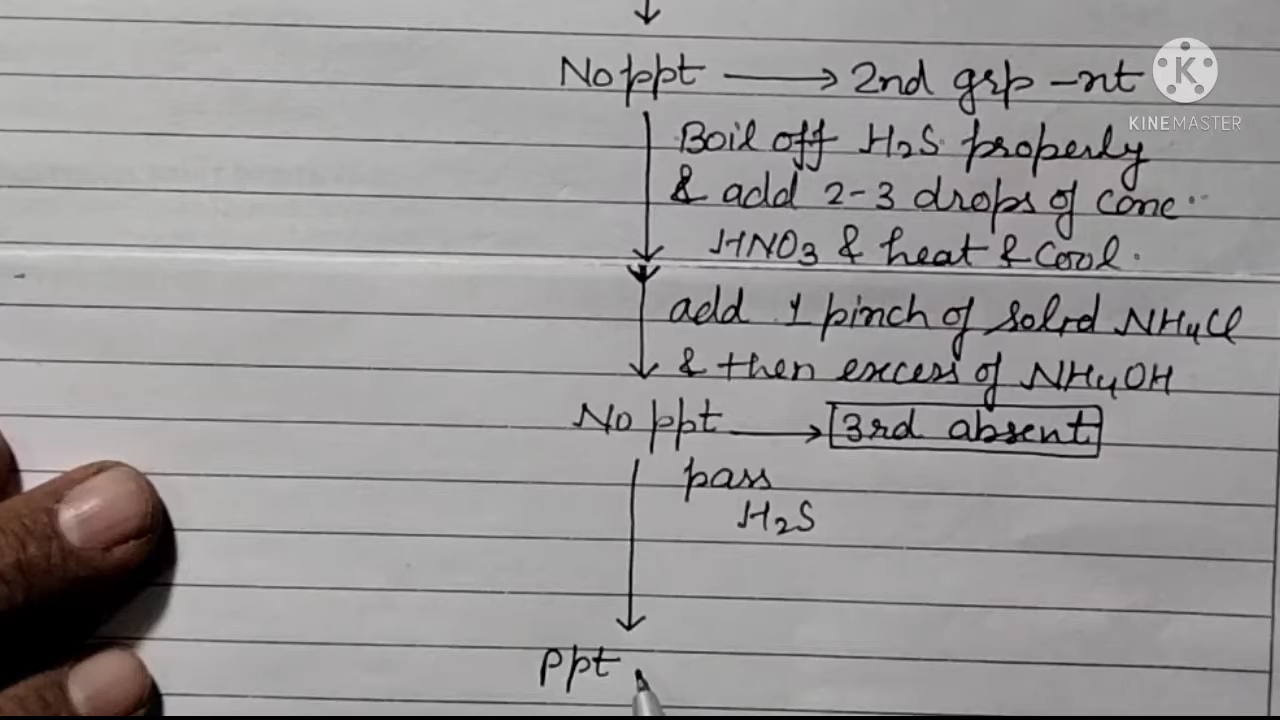 No ppt → 2nd grp -nt
K
KINEMASTER
Boil off H2S properly
& add 2-3 drops of conc.
HNO3 & heat & cool.
add 1 pinch of solid NH4Cl
& then excess of NH4OH
No ppt → 3rd absent
pass
H2S
ppt